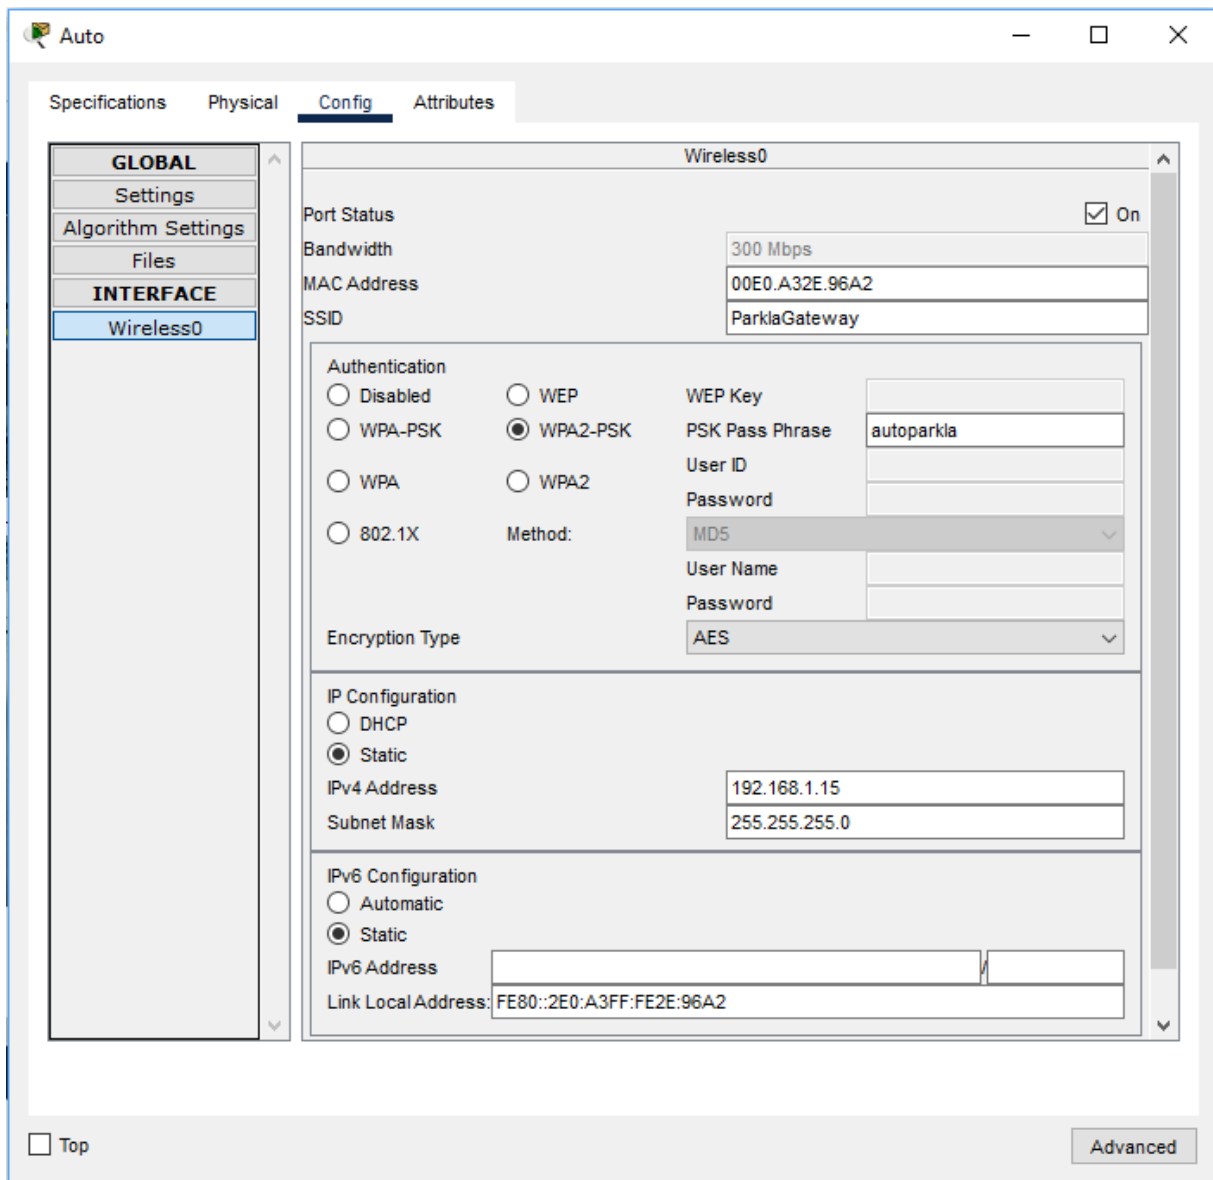 Auto
Specifications Physical Config Attributes
GLOBAL
Settings
Algorithm Settings
Files
INTERFACE
Wireless0
Wireless0
Port Status On
Bandwidth 300 Mbps
MAC Address 00E0.A32E.96A2
SSID ParklaGateway
Authentication
Disabled WEP WEP Key
WPA-PSK WPA2-PSK PSK Pass Phrase autoparkla
User ID
WPA WPA2
Password
802.1X Method: MD5
User Name
Password
Encryption Type AES
IP Configuration
DHCP
Static
IPv4 Address 192.168.1.15
Subnet Mask 255.255.255.0
IPv6 Configuration
Automatic
Static
IPv6 Address /
Link Local Address: FE80::2E0:A3FF:FE2E:96A2
Top Advanced